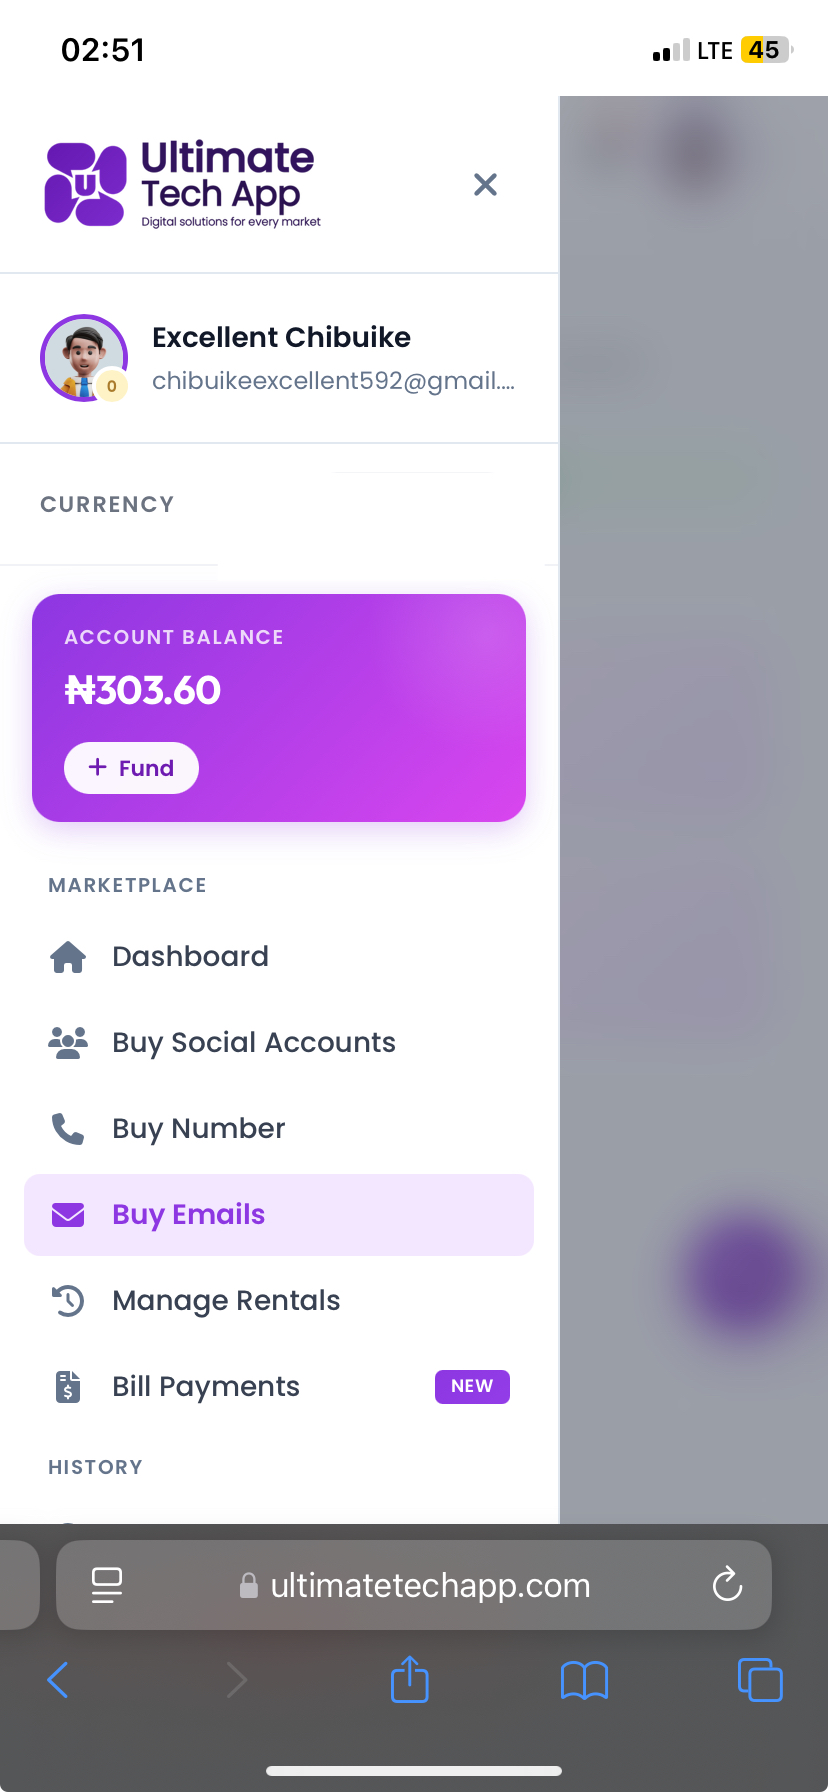 02:51
LTE 45
Ultimate
Tech App
Digital solutions for every market
U
Excellent Chibuike
0
chibuikeexcellent592@gmail....
CURRENCY
ACCOUNT BALANCE
₦303.60
+ Fund
MARKETPLACE
Dashboard
Buy Social Accounts
Buy Number
Buy Emails
Manage Rentals
Bill Payments NEW
HISTORY
ultimatetechapp.com